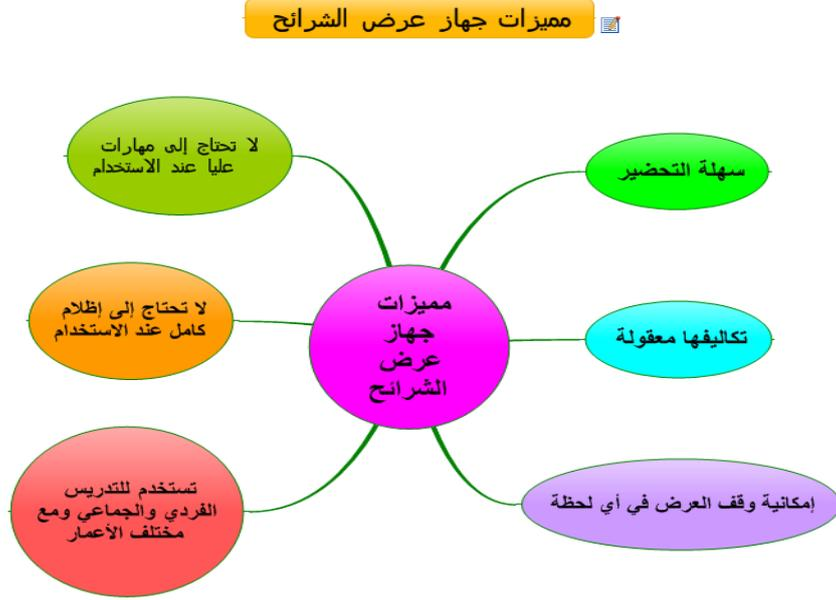 مميزات جهاز عرض الشرائح
سهلة التحضير
تكاليفها معقولة
إمكانية وقف العرض في أي لحظة
مميزات
جهاز
عرض
الشرائح
لا تحتاج إلى مهارات
عليا عند الاستخدام
لا تحتاج إلى إظلام
كامل عند الاستخدام
تستخدم للتدريس
الفردي والجماعي ومع
مختلف الأعمار